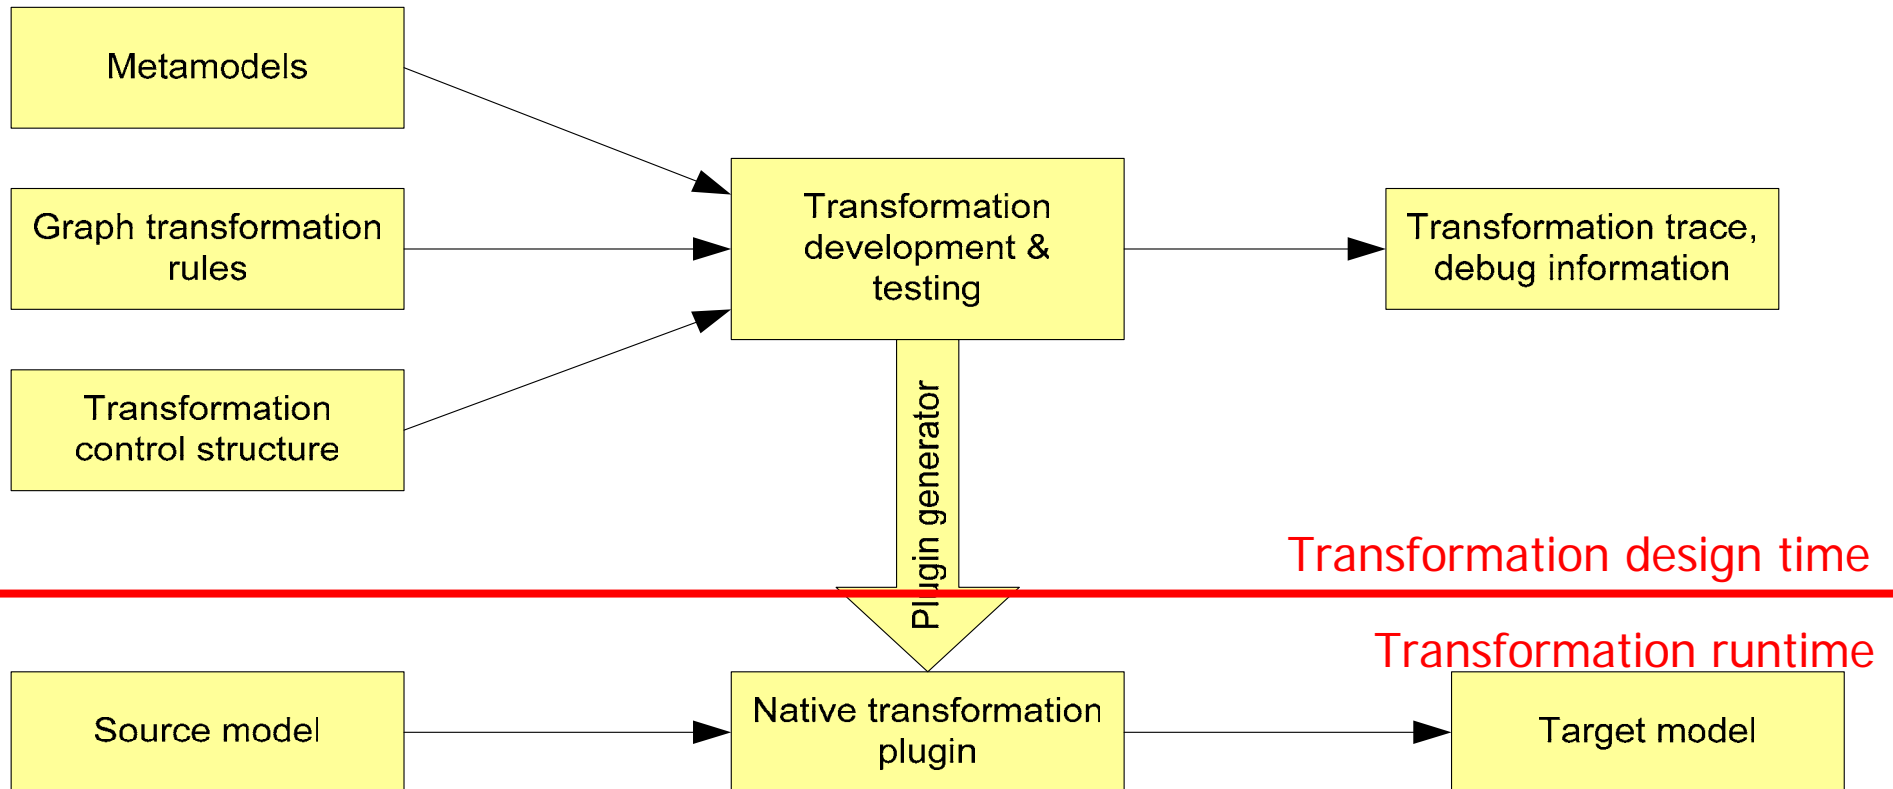 Metamodels
Graph transformation
rules
Transformation
control structure
Transformation
development &
testing
Transformation trace,
debug information
Plugin generator
Transformation design time
Transformation runtime
Source model
Native transformation
plugin
Target model